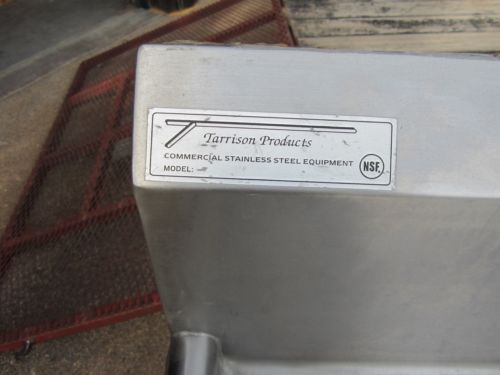 Tarrison Products
COMMERCIAL STAINLESS STEEL EQUIPMENT
MODEL:
NSF.